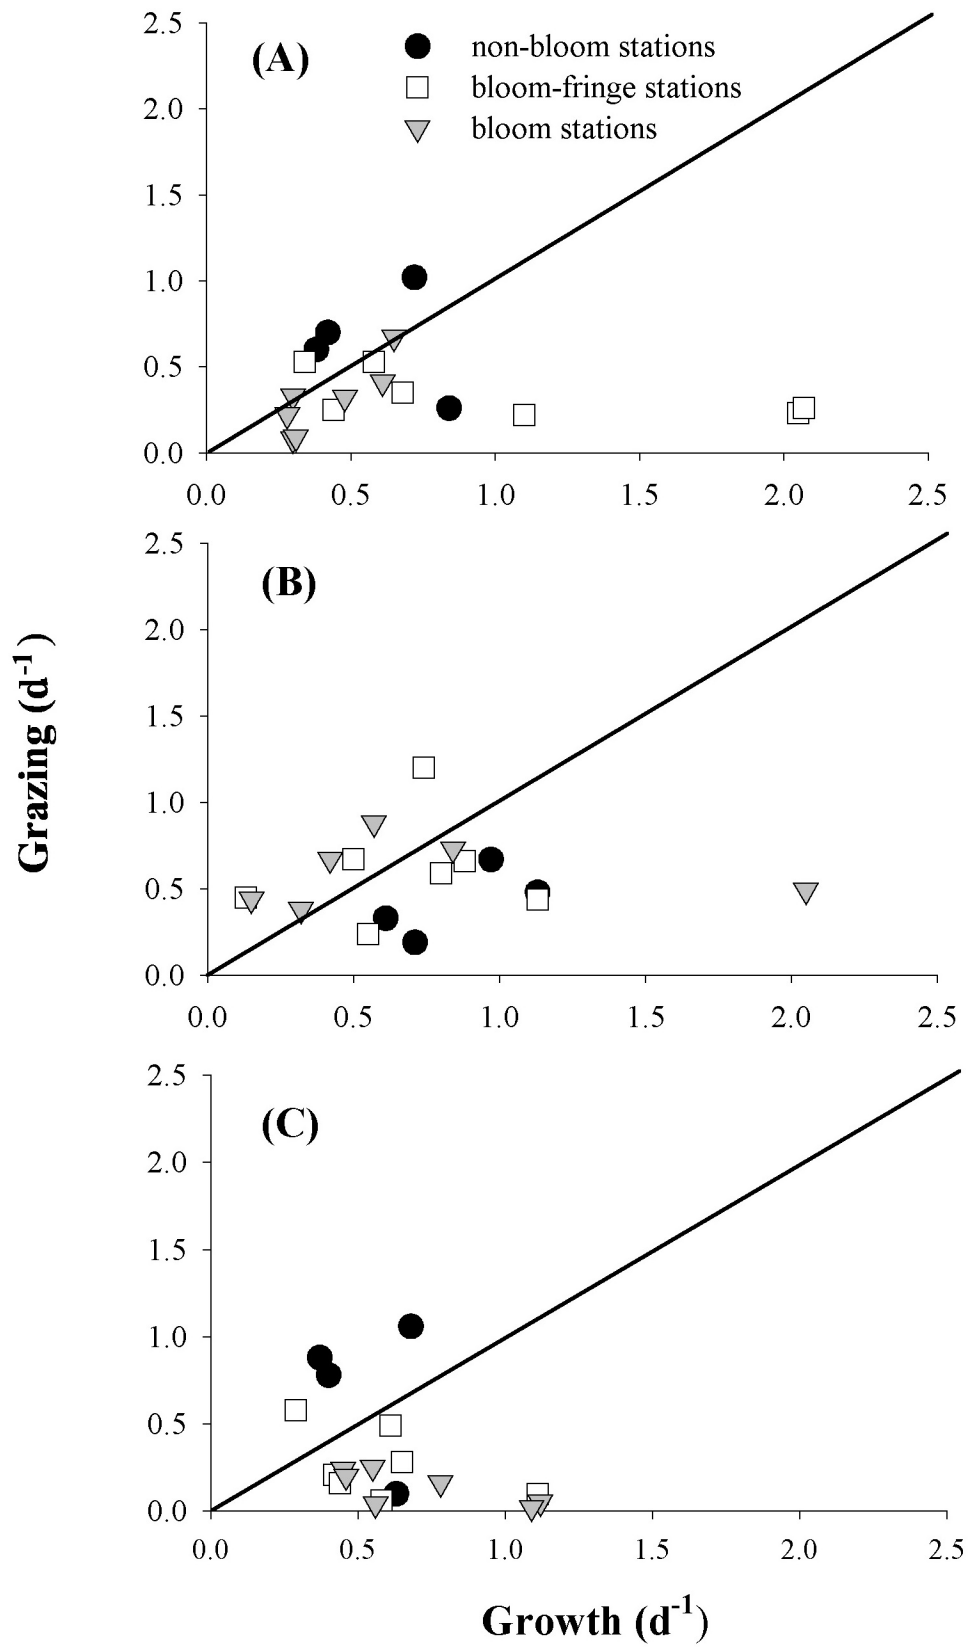 2.5
(A)
non-bloom stations
bloom-fringe stations
bloom stations
2.0
1.5
1.0
0.5
0.0
0.0 0.5 1.0 1.5 2.0 2.5
2.5
(B)
2.0
1.5
1.0
0.5
0.0
0.0 0.5 1.0 1.5 2.0 2.5
Grazing (d-1)
2.5
(C)
2.0
1.5
1.0
0.5
0.0
0.0 0.5 1.0 1.5 2.0 2.5
Growth (d-1)